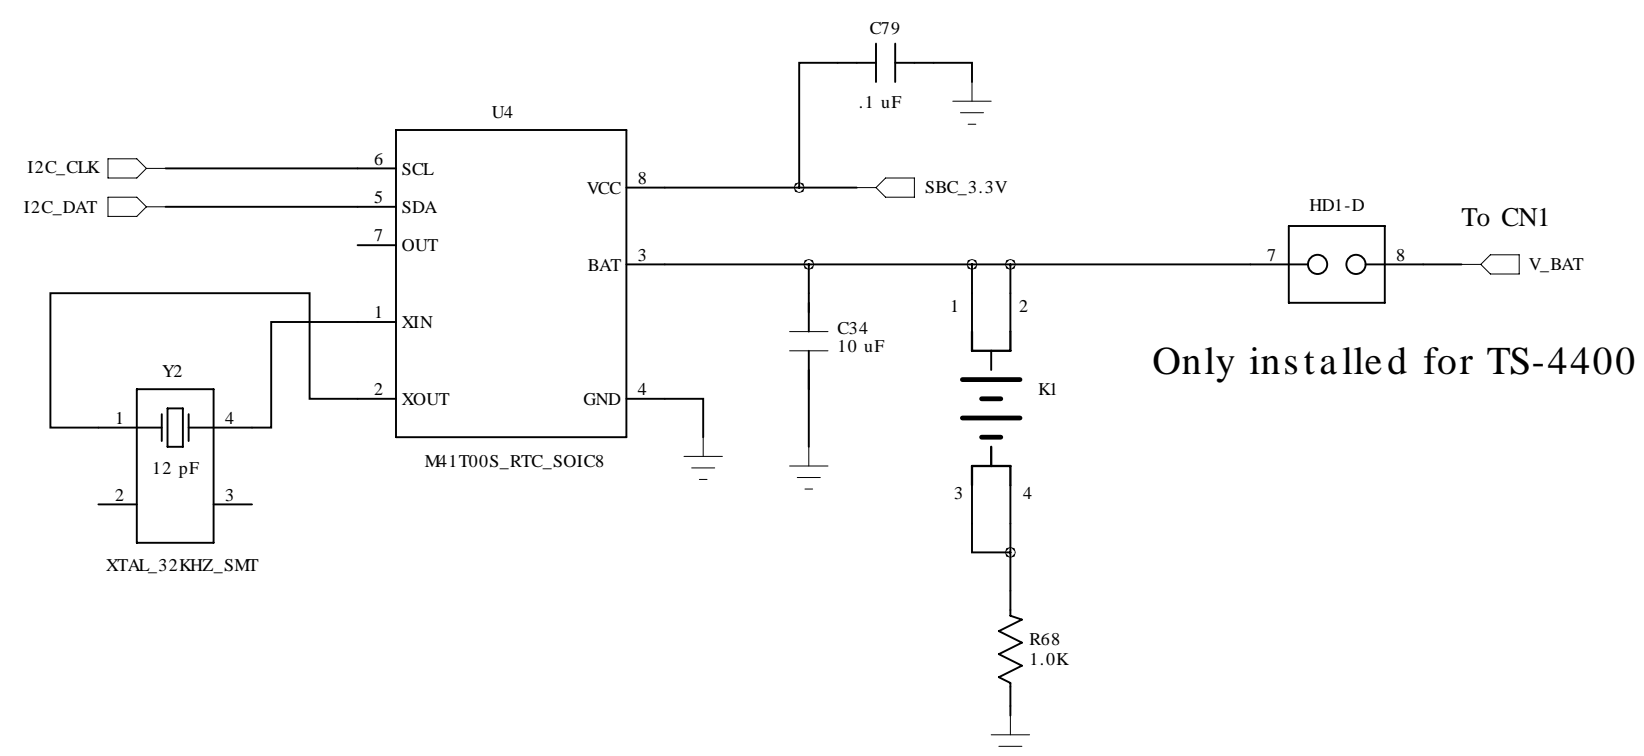 C79
.1 uF
U4
I2C_CLK
6
SCL
VCC
8
SBC_3.3V
I2C_DAT
5
SDA
7
OUT
BAT
3
HD1-D
To CN1
7
8
V_BAT
1
XIN
1
2
C34
10 uF
Only installed for TS-4400
Y2
2
XOUT
GND
4
K1
1
4
12 pF
M41T00S_RTC_SOIC8
2
3
3
4
XTAL_32KHZ_SMT
R68
1.0K